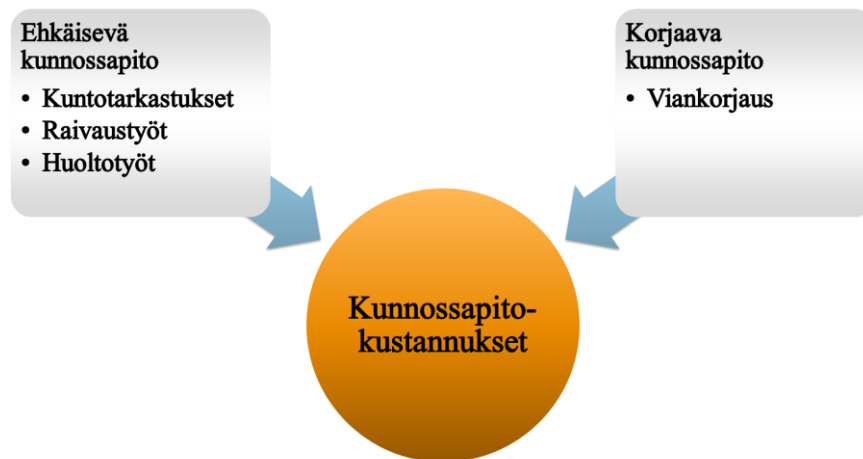 Ehkäisevä
kunnossapito
• Kuntotarkastukset
• Raivaustyöt
• Huoltotyöt
Korjaava
kunnossapito
• Viankorjaus
Kunnossapito-
kustannukset